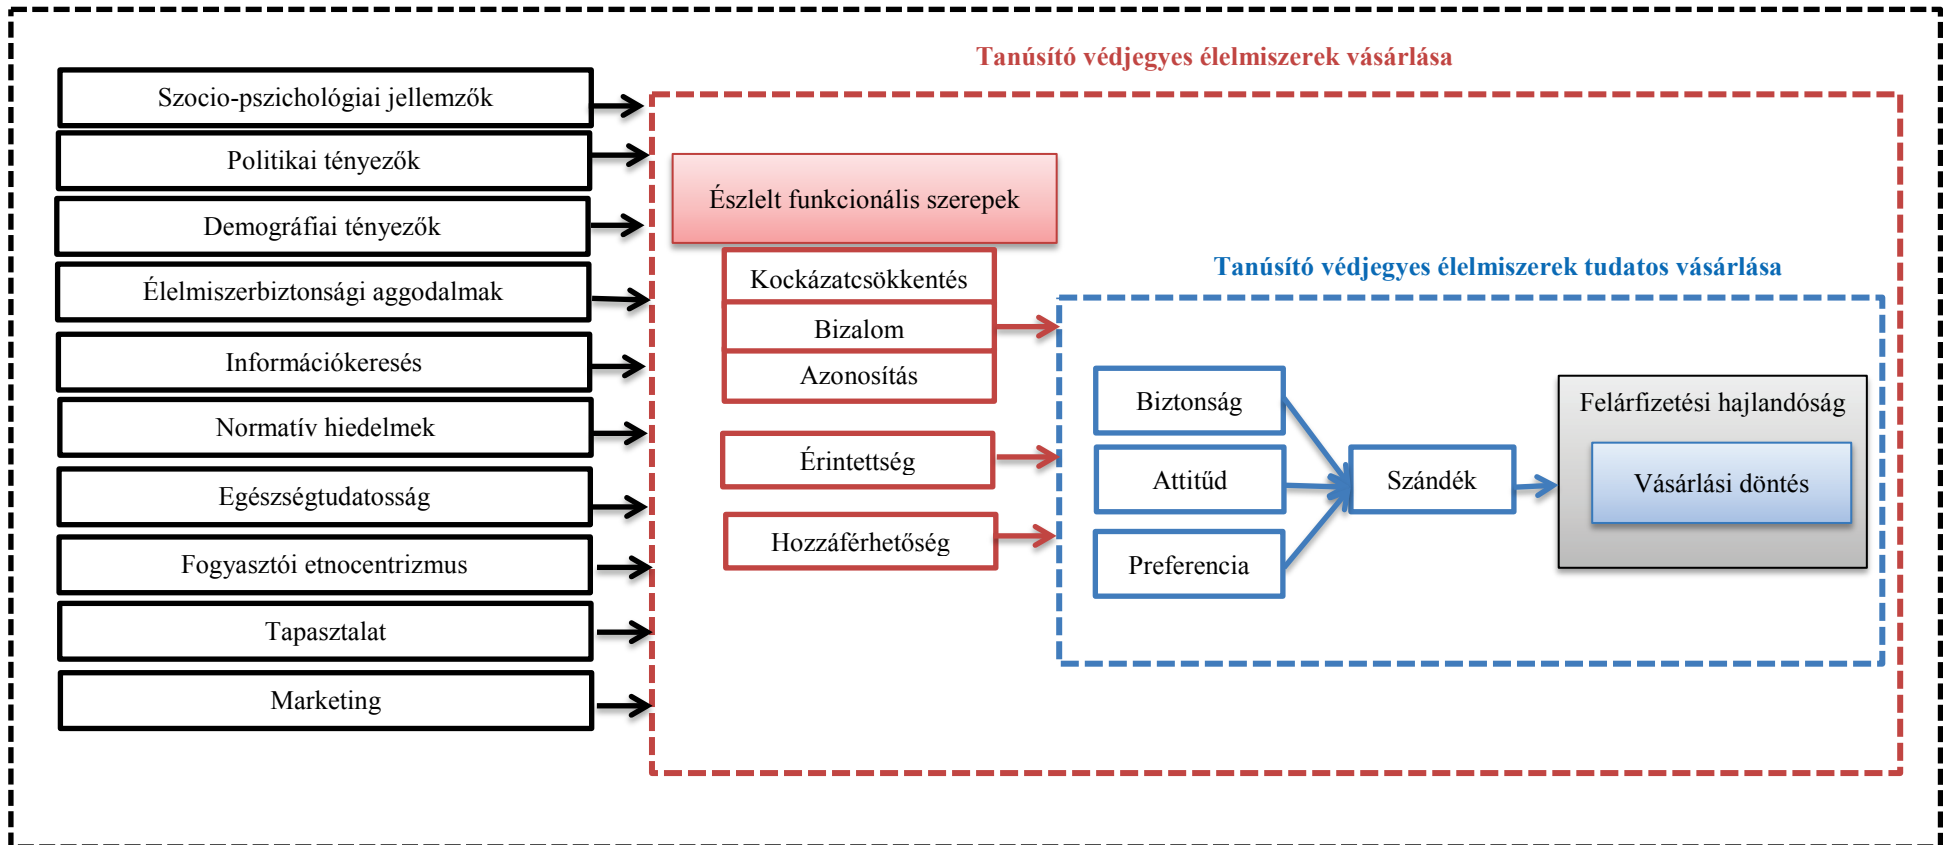 Tanúsító védjegyes élelmiszerek vásárlása
Szocio-pszichológiai jellemzők
Politikai tényezők
Demográfiai tényezők
Élelmiszerbiztonsági aggodalmak
Információkeresés
Normatív hiedelmek
Egészségtudatosság
Fogyasztói etnocentrizmus
Tapasztalat
Marketing
Észlelt funkcionális szerepek
Kockázatcsökkentés
Bizalom
Azonosítás
Érintettség
Hozzáférhetőség
Tanúsító védjegyes élelmiszerek tudatos vásárlása
Biztonság
Attitűd
Preferencia
Szándék
Felárfizetési hajlandóság
Vásárlási döntés